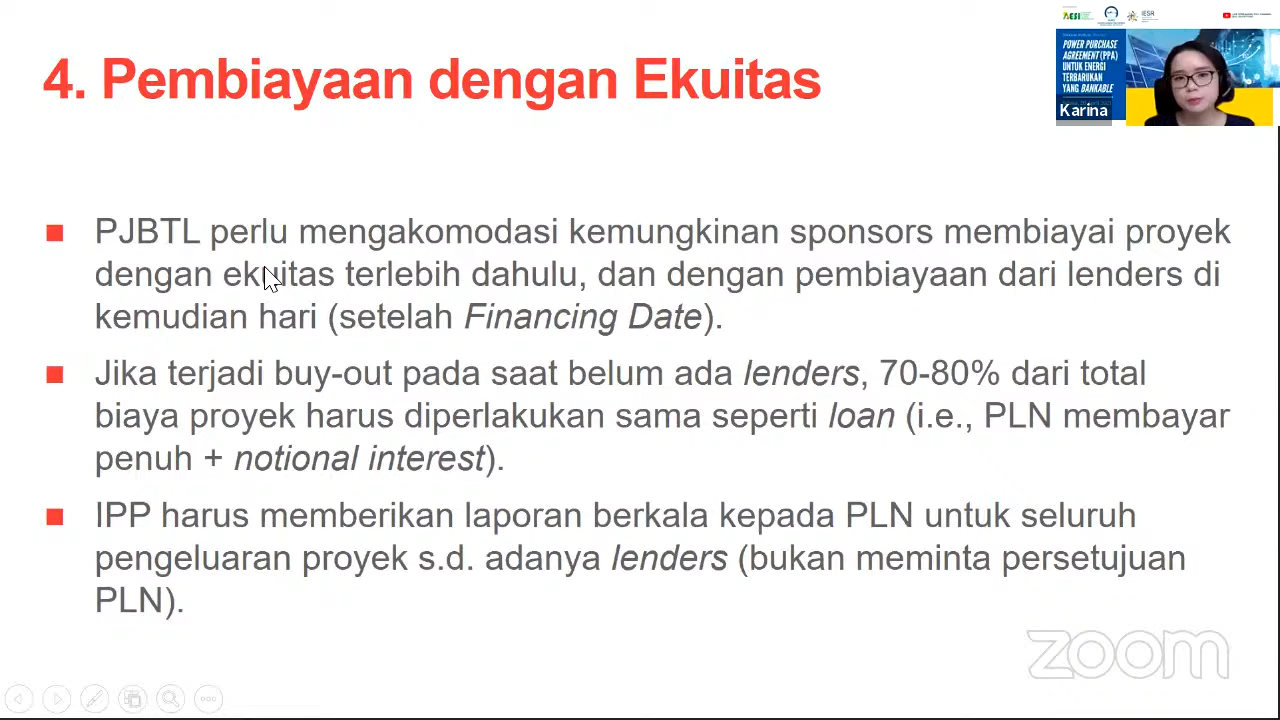 4. Pembiayaan dengan Ekuitas
AESI
IESR
POWER PURCHASE
AGREEMENT (PPA)
UNTUK ENERGI
TERBARUKAN
YANG BANKABLE
Karina
■ PJBTL perlu mengakomodasi kemungkinan sponsors membiayai proyek
dengan ekuitas terlebih dahulu, dan dengan pembiayaan dari lenders di
kemudian hari (setelah Financing Date).
■ Jika terjadi buy-out pada saat belum ada lenders, 70-80% dari total
biaya proyek harus diperlakukan sama seperti loan (i.e., PLN membayar
penuh + notional interest).
■ IPP harus memberikan laporan berkala kepada PLN untuk seluruh
pengeluaran proyek s.d. adanya lenders (bukan meminta persetujuan
PLN).
zoom